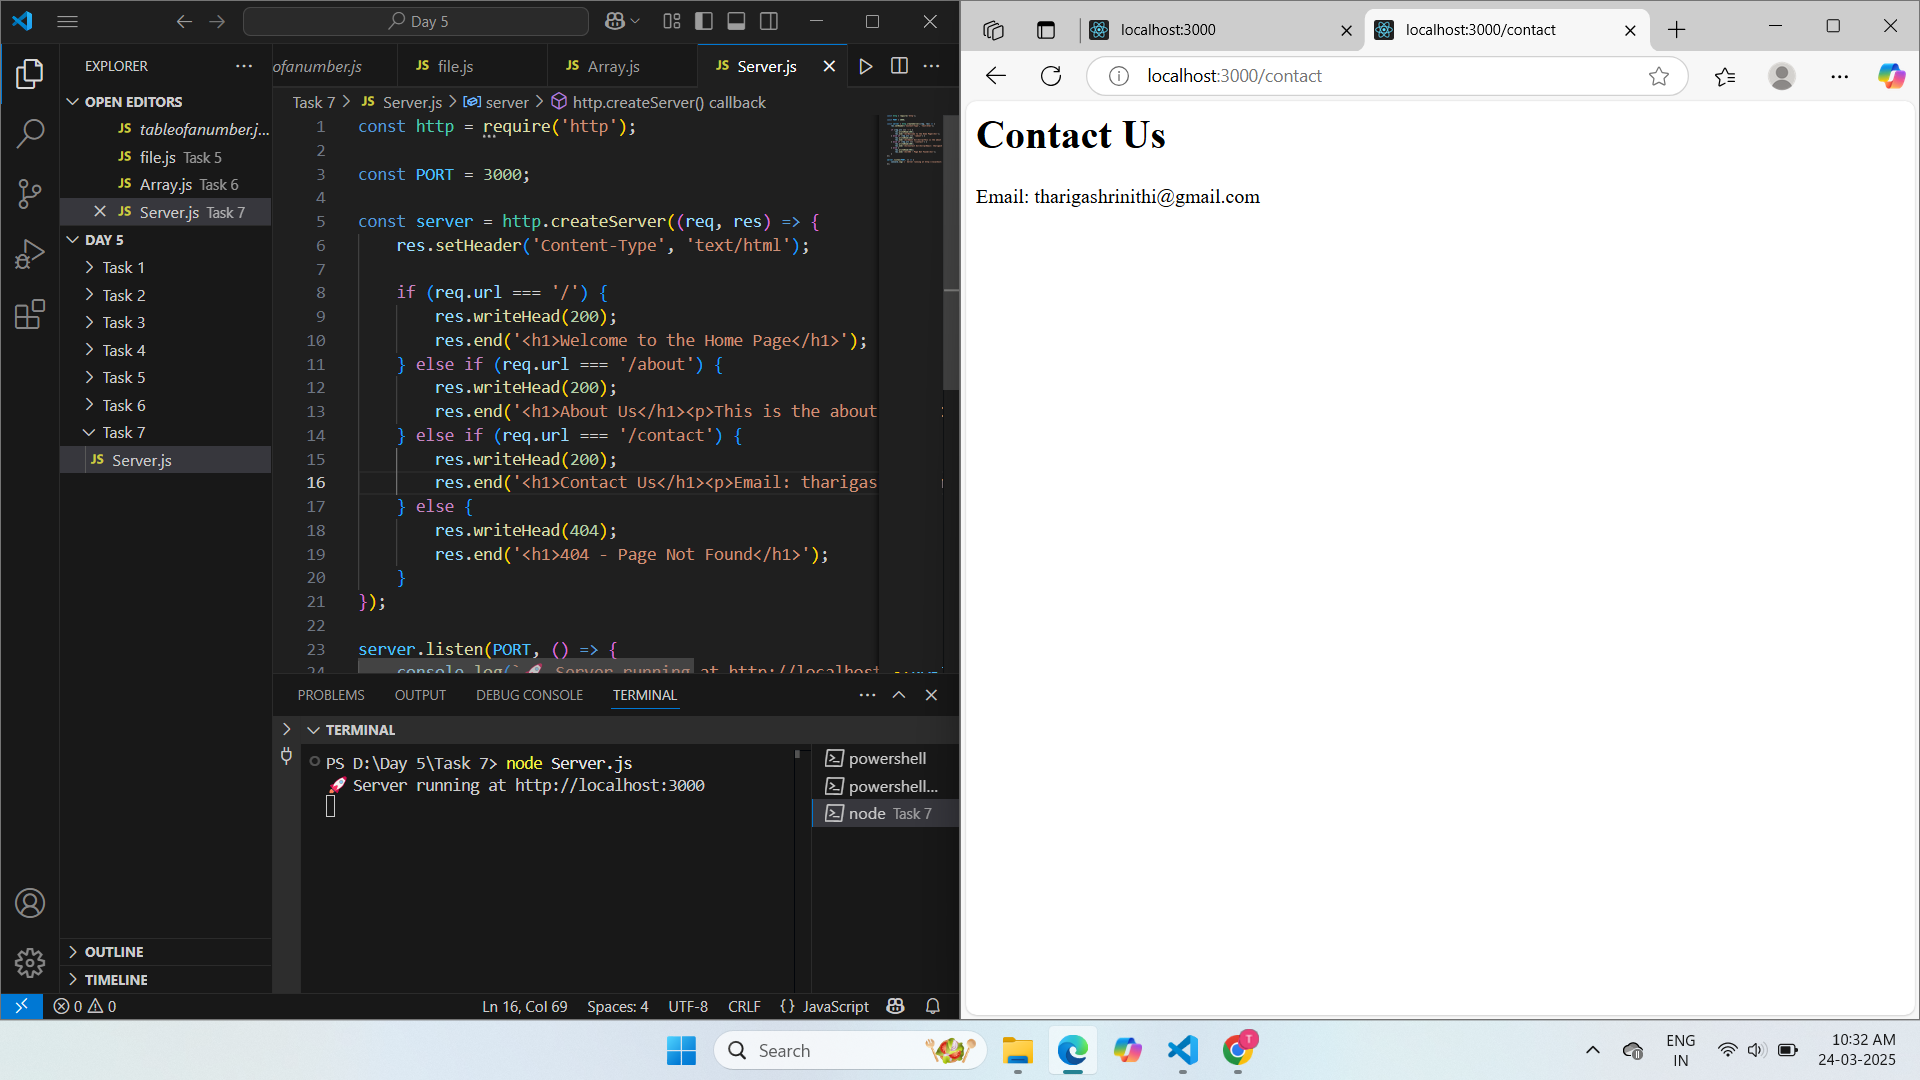 Day 5
EXPLORER
OPEN EDITORS
JS tableofanumber.j...
JS file.js Task 5
JS Array.js Task 6
JS Server.js Task 7
DAY 5
Task 1
Task 2
Task 3
Task 4
Task 5
Task 6
Task 7
JS Server.js
OUTLINE
TIMELINE
ofanumber.js
JS file.js
JS Array.js
JS Server.js
Task 7 > JS Server.js > server > http.createServer() callback
1 const http = require('http');
2
3 const PORT = 3000;
4
5 const server = http.createServer((req, res) => {
6 res.setHeader('Content-Type', 'text/html');
7
8 if (req.url === '/') {
9 res.writeHead(200);
10 res.end('<h1>Welcome to the Home Page</h1>');
11 } else if (req.url === '/about') {
12 res.writeHead(200);
13 res.end('<h1>About Us</h1><p>This is the about
14 } else if (req.url === '/contact') {
15 res.writeHead(200);
16 res.end('<h1>Contact Us</h1><p>Email: tharigas
17 } else {
18 res.writeHead(404);
19 res.end('<h1>404 - Page Not Found</h1>');
20 }
21 });
22
23 server.listen(PORT, () => {
24 console.log(`🚀 Server running at http://localhost
PROBLEMS OUTPUT DEBUG CONSOLE TERMINAL
TERMINAL
PS D:\Day 5\Task 7> node Server.js
🚀 Server running at http://localhost:3000
powershell
powershell...
node Task 7
0 0
Ln 16, Col 69 Spaces: 4 UTF-8 CRLF {} JavaScript
localhost:3000
localhost:3000/contact
localhost:3000/contact
Contact Us
Email: tharigashrinithi@gmail.com
Search
T
ENG
IN
10:32 AM
24-03-2025